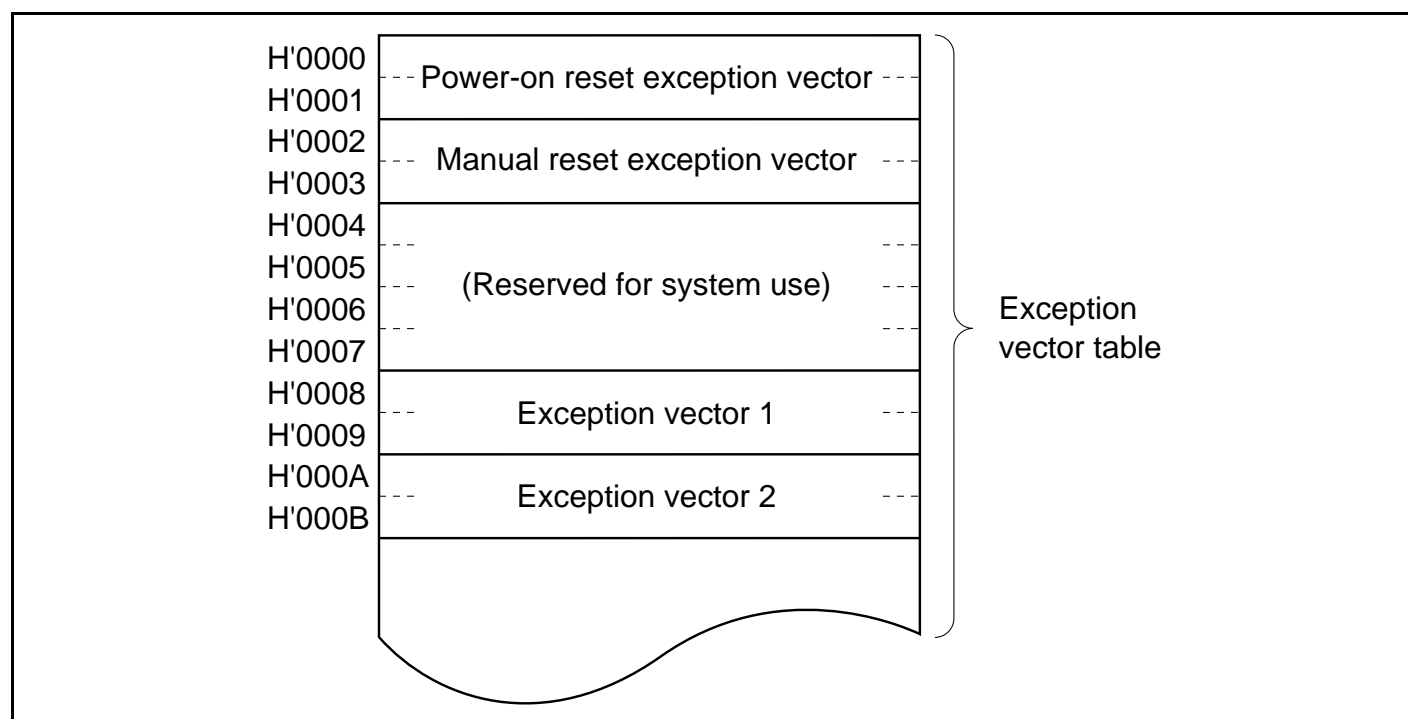 H'0000
Power-on reset exception vector
H'0001
H'0002
Manual reset exception vector
H'0003
H'0004
H'0005
(Reserved for system use)
H'0006
H'0007
Exception
vector table
H'0008
Exception vector 1
H'0009
H'000A
Exception vector 2
H'000B